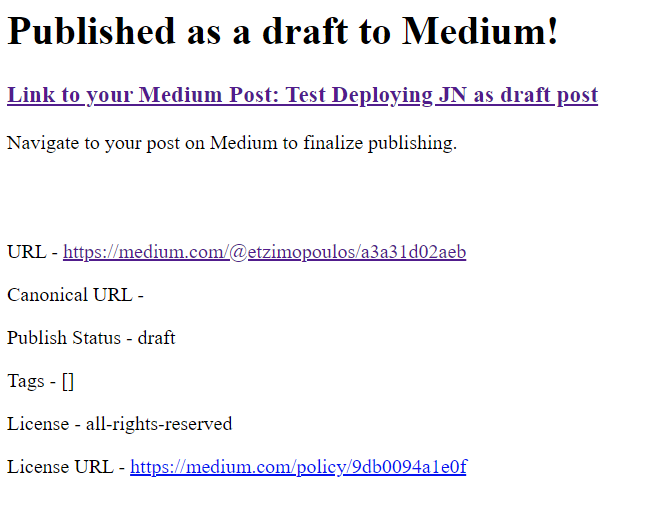 Published as a draft to Medium!
Link to your Medium Post: Test Deploying JN as draft post
Navigate to your post on Medium to finalize publishing.
URL - https://medium.com/@etzimopoulos/a3a31d02aeb
Canonical URL -
Publish Status - draft
Tags - []
License - all-rights-reserved
License URL - https://medium.com/policy/9db0094a1e0f